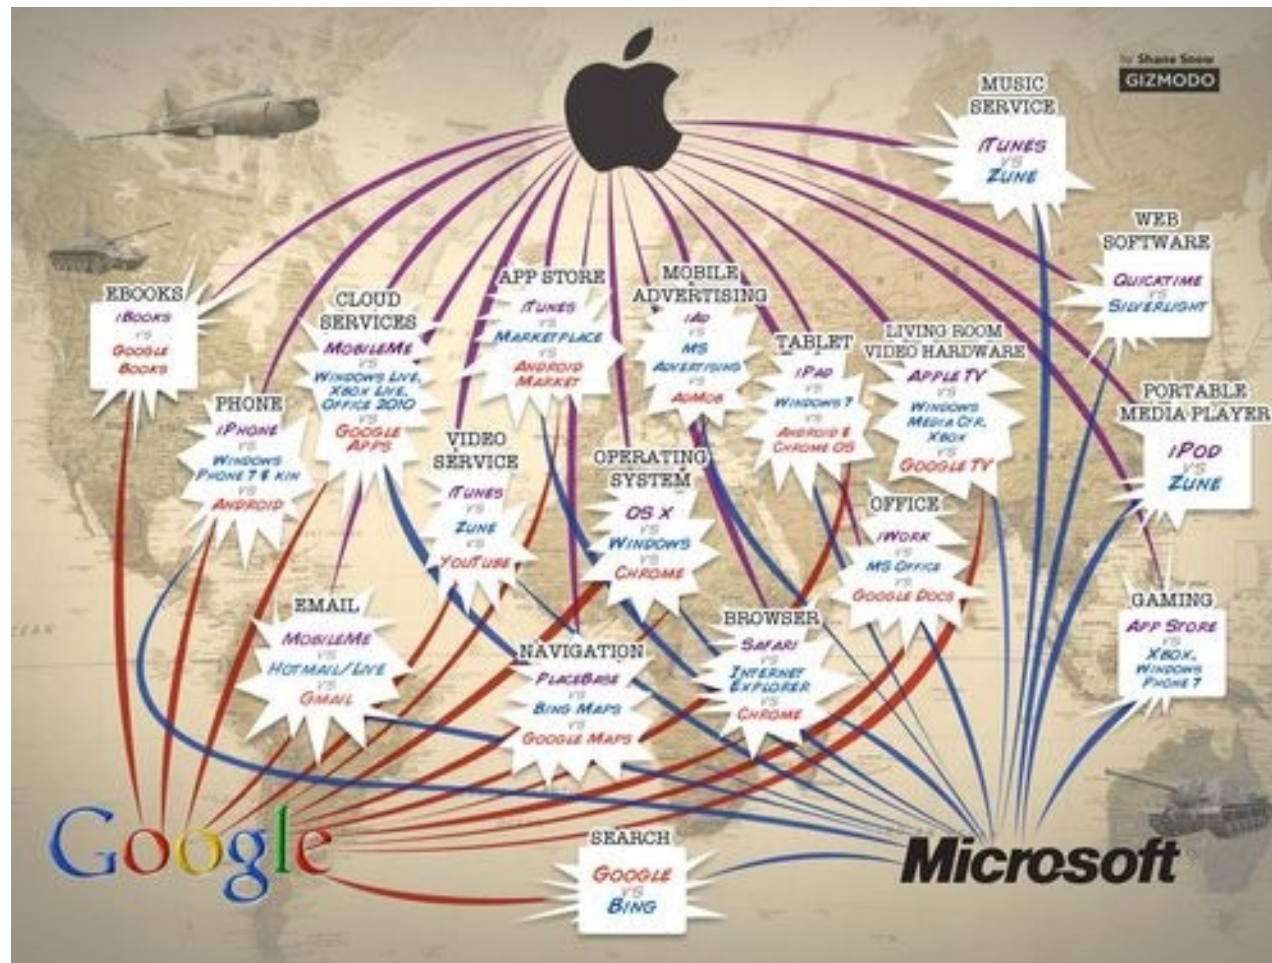 by Shane Snow
GIZMODO
MUSIC
SERVICE
iTUNES
VS
ZUNE
WEB
SOFTWARE
QUICKTIME
VS
SILVERLIGHT
EBOOKS
iBOOKS
VS
GOOGLE
BOOKS
CLOUD
SERVICES
MOBILEME
VS
WINDOWS LIVE,
XBOX LIVE,
OFFICE 2010
VS
GOOGLE
APPS
APP STORE
iTUNES
VS
MARKETPLACE
VS
ANDROID
MARKET
MOBILE
ADVERTISING
iAD
VS
MS
ADVERTISING
VS
ADMOB
TABLET
iPAD
VS
WINDOWS 7
VS
ANDROID &
CHROME OS
LIVING ROOM
VIDEO HARDWARE
APPLE TV
VS
WINDOWS
MEDIA CTR,
XBOX
VS
GOOGLE TV
PORTABLE
MEDIA PLAYER
iPOD
VS
ZUNE
PHONE
iPHONE
VS
WINDOWS
PHONE 7 & KIN
VS
ANDROID
VIDEO
SERVICE
iTUNES
VS
ZUNE
VS
YOUTUBE
OPERATING
SYSTEM
OS X
VS
WINDOWS
VS
CHROME
OFFICE
iWORK
VS
MS OFFICE
VS
GOOGLE DOCS
EMAIL
MOBILEME
VS
HOTMAIL/LIVE
VS
GMAIL
NAVIGATION
PLACEBASE
VS
BING MAPS
VS
GOOGLE MAPS
BROWSER
SAFARI
VS
INTERNET
EXPLORER
VS
CHROME
GAMING
APP STORE
VS
XBOX,
WINDOWS
PHONE 7
Google
SEARCH
GOOGLE
VS
BING
Microsoft